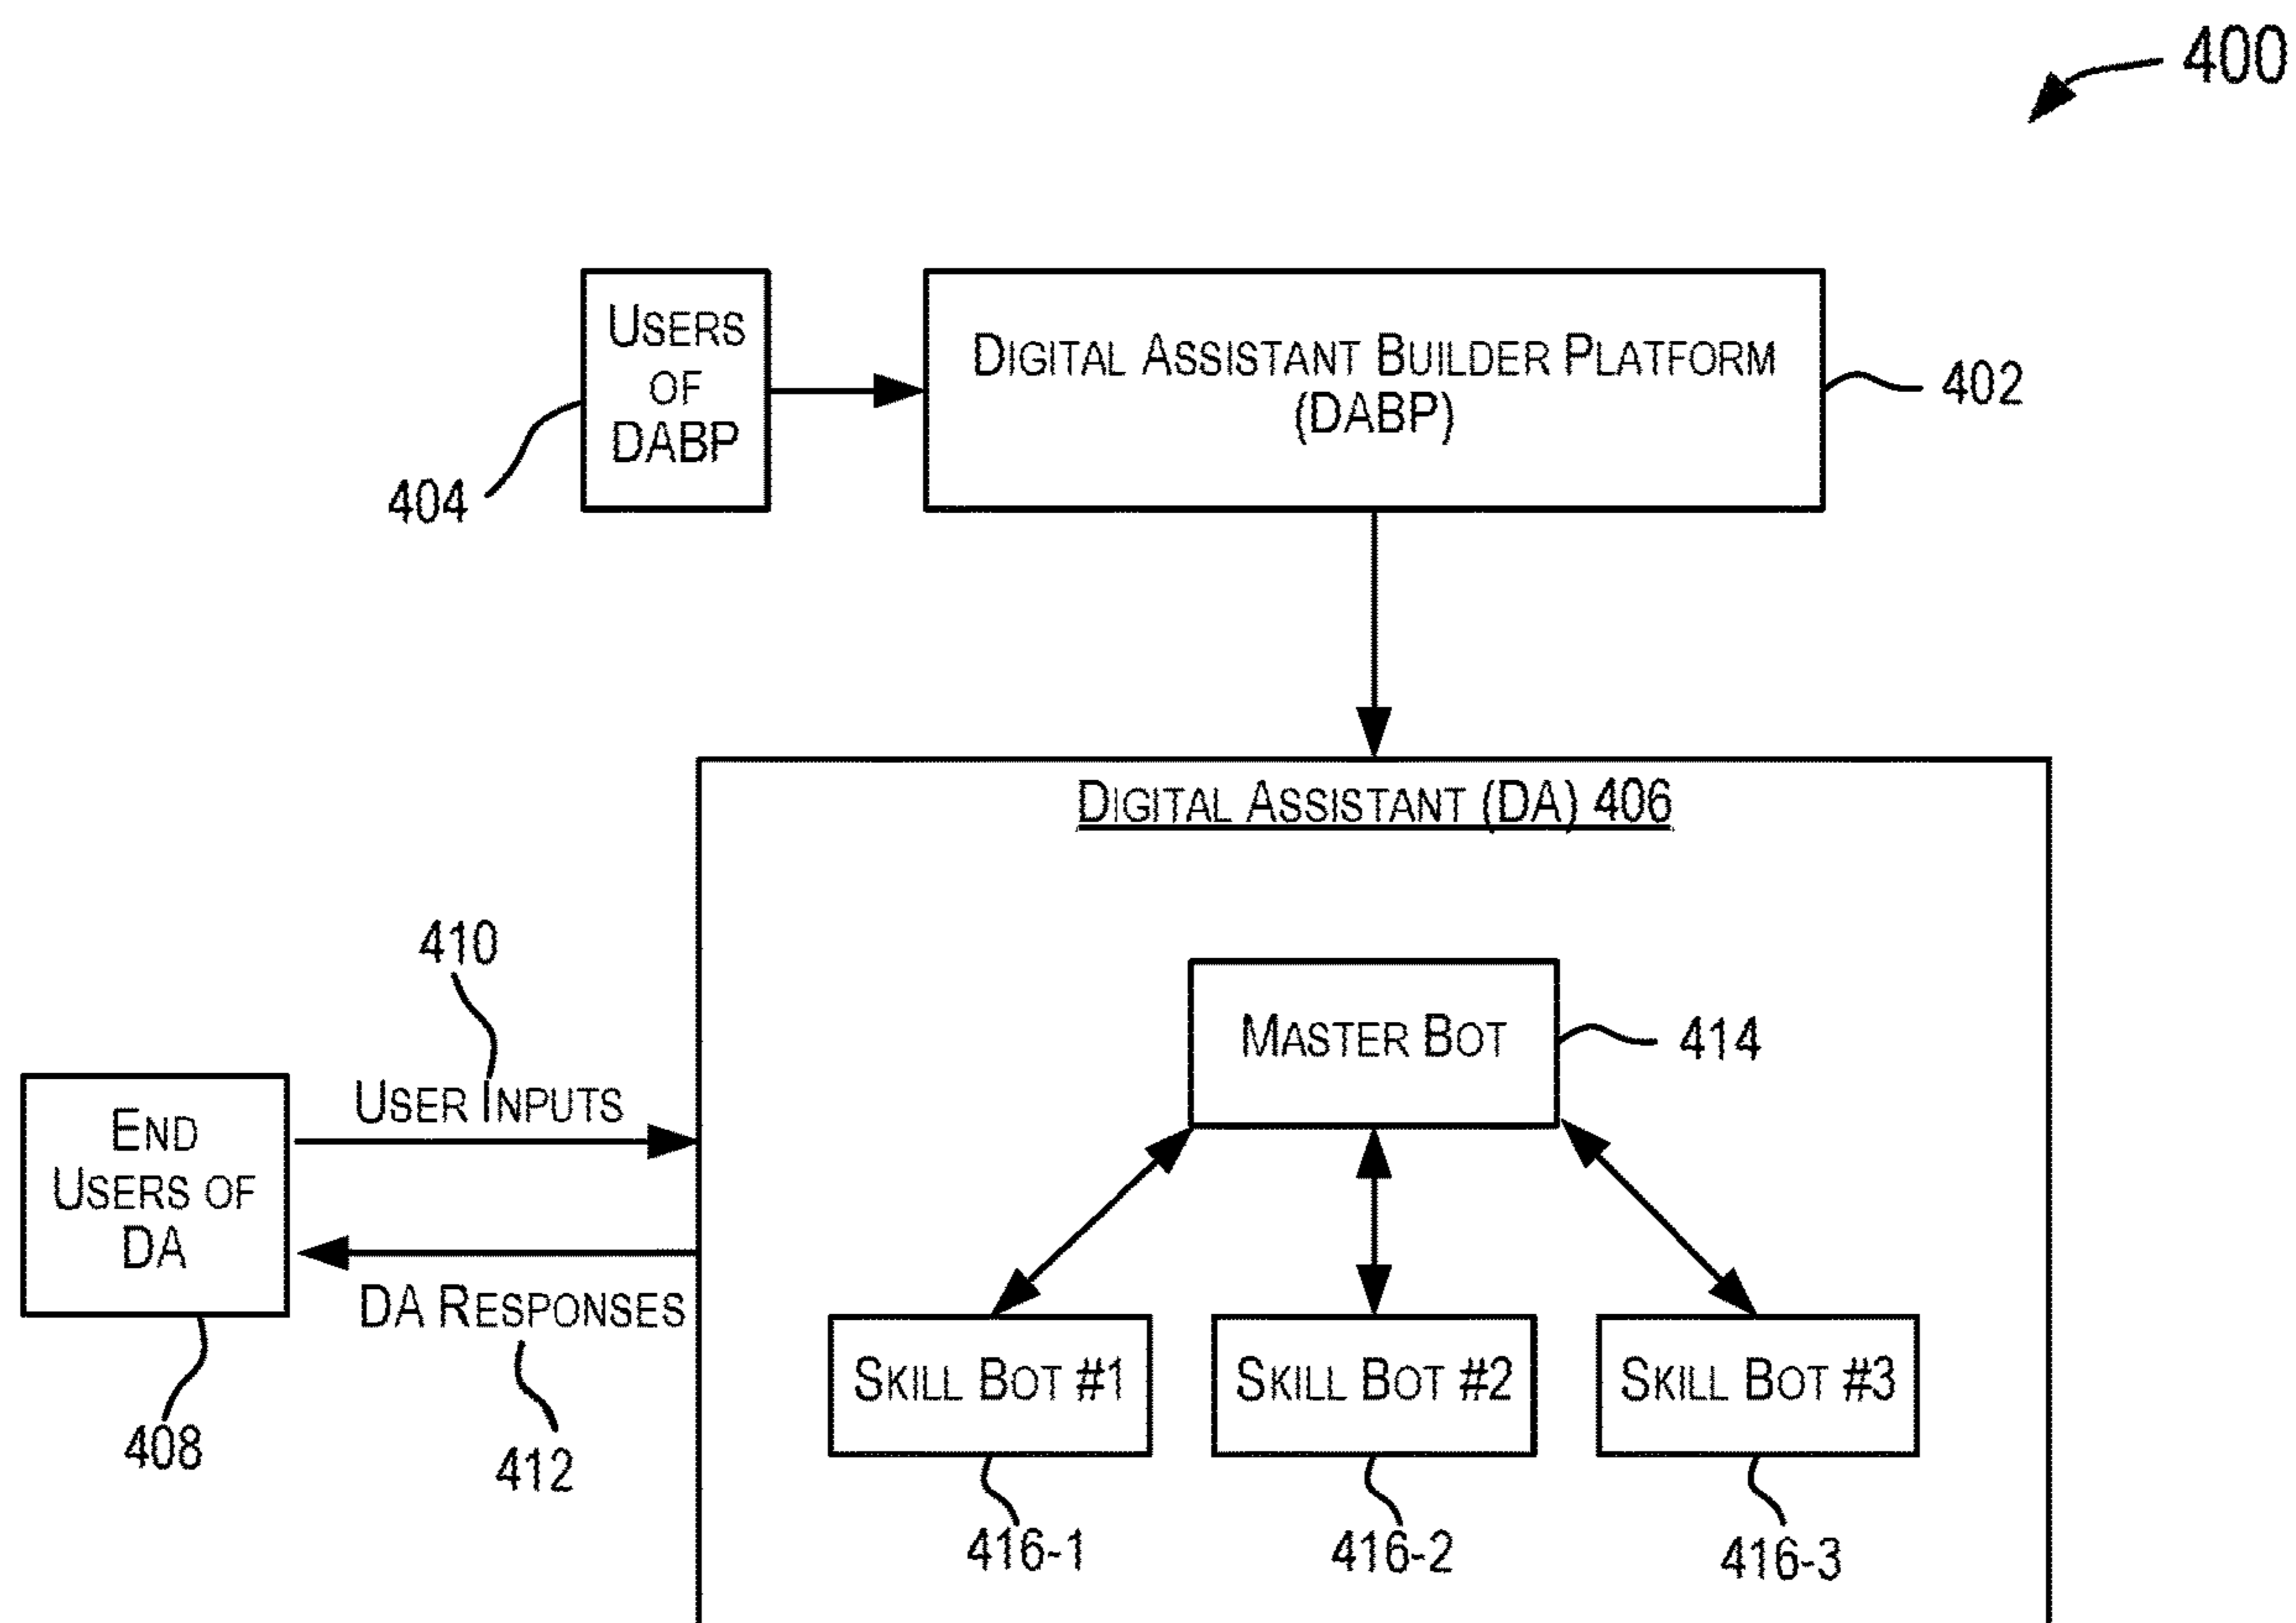 400
USERS
OF
DABP
404
DIGITAL ASSISTANT BUILDER PLATFORM
(DABP)
402
DIGITAL ASSISTANT (DA) 406
410
USER INPUTS
END
USERS OF
DA
DA RESPONSES
408
412
MASTER BOT
414
SKILL BOT #1
SKILL BOT #2
SKILL BOT #3
416-1
416-2
416-3